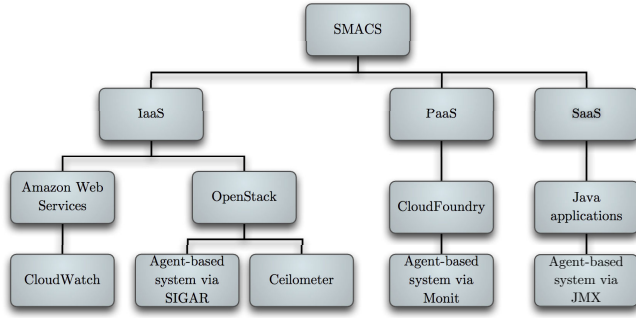 SMACS
IaaS
PaaS
SaaS
Amazon Web
Services
OpenStack
CloudFoundry
Java
applications
CloudWatch
Agent-based
system via
SIGAR
Ceilometer
Agent-based
system via
Monit
Agent-based
system via
JMX